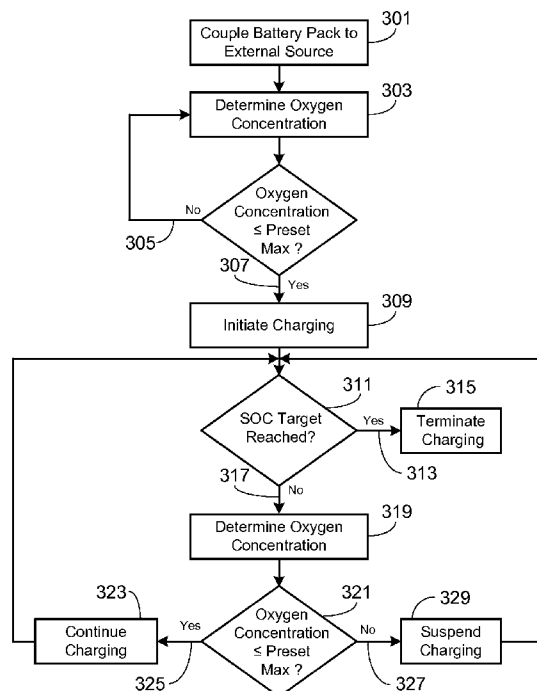 Couple Battery Pack to
External Source
301
Determine Oxygen
Concentration
303
Oxygen
Concentration
≤ Preset
Max ?
No
305
307
Yes
Initiate Charging
309
SOC Target
Reached?
311
Yes
313
Terminate
Charging
315
317
No
Determine Oxygen
Concentration
319
Oxygen
Concentration
≤ Preset
Max ?
321
Yes
325
Continue
Charging
323
No
327
Suspend
Charging
329